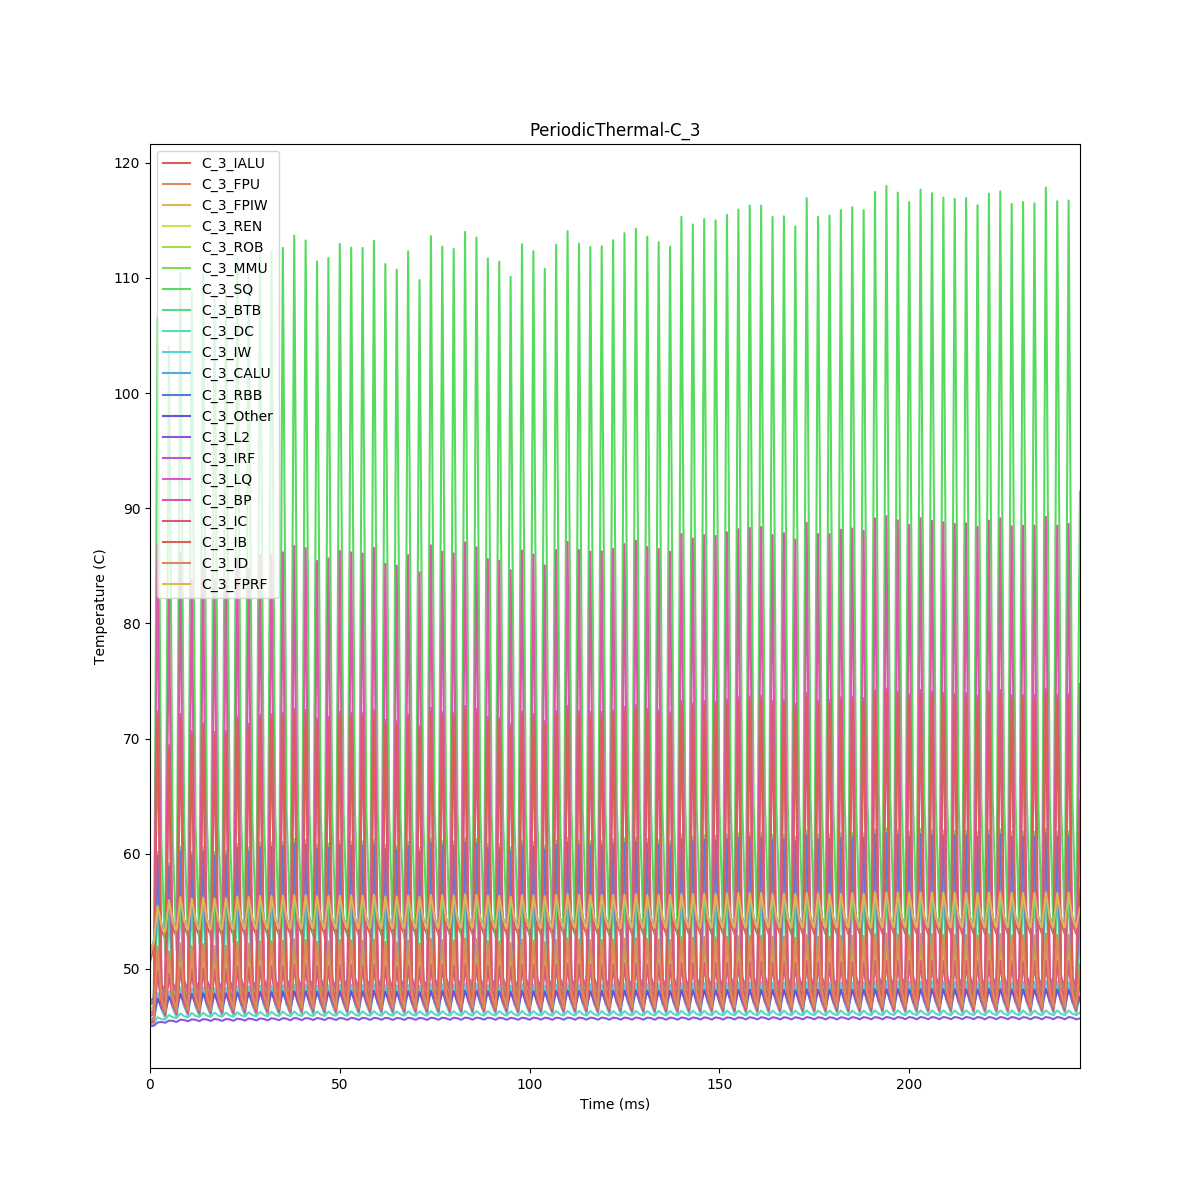 PeriodicThermal-C_3
120
110
100
90
80
70
60
50
Temperature (C)
C_3_IALU
C_3_FPU
C_3_FPIW
C_3_REN
C_3_ROB
C_3_MMU
C_3_SQ
C_3_BTB
C_3_DC
C_3_IW
C_3_CALU
C_3_RBB
C_3_Other
C_3_L2
C_3_IRF
C_3_LQ
C_3_BP
C_3_IC
C_3_IB
C_3_ID
C_3_FPRF
0 50 100 150 200
Time (ms)